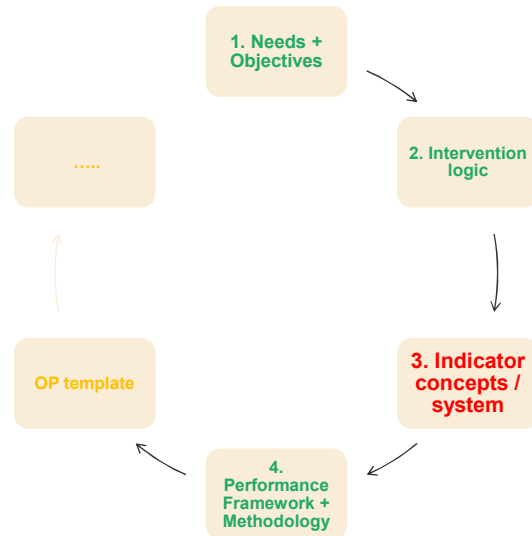 1. Needs +
Objectives
2. Intervention
logic
3. Indicator
concepts /
system
4.
Performance
Framework +
Methodology
OP template
…..